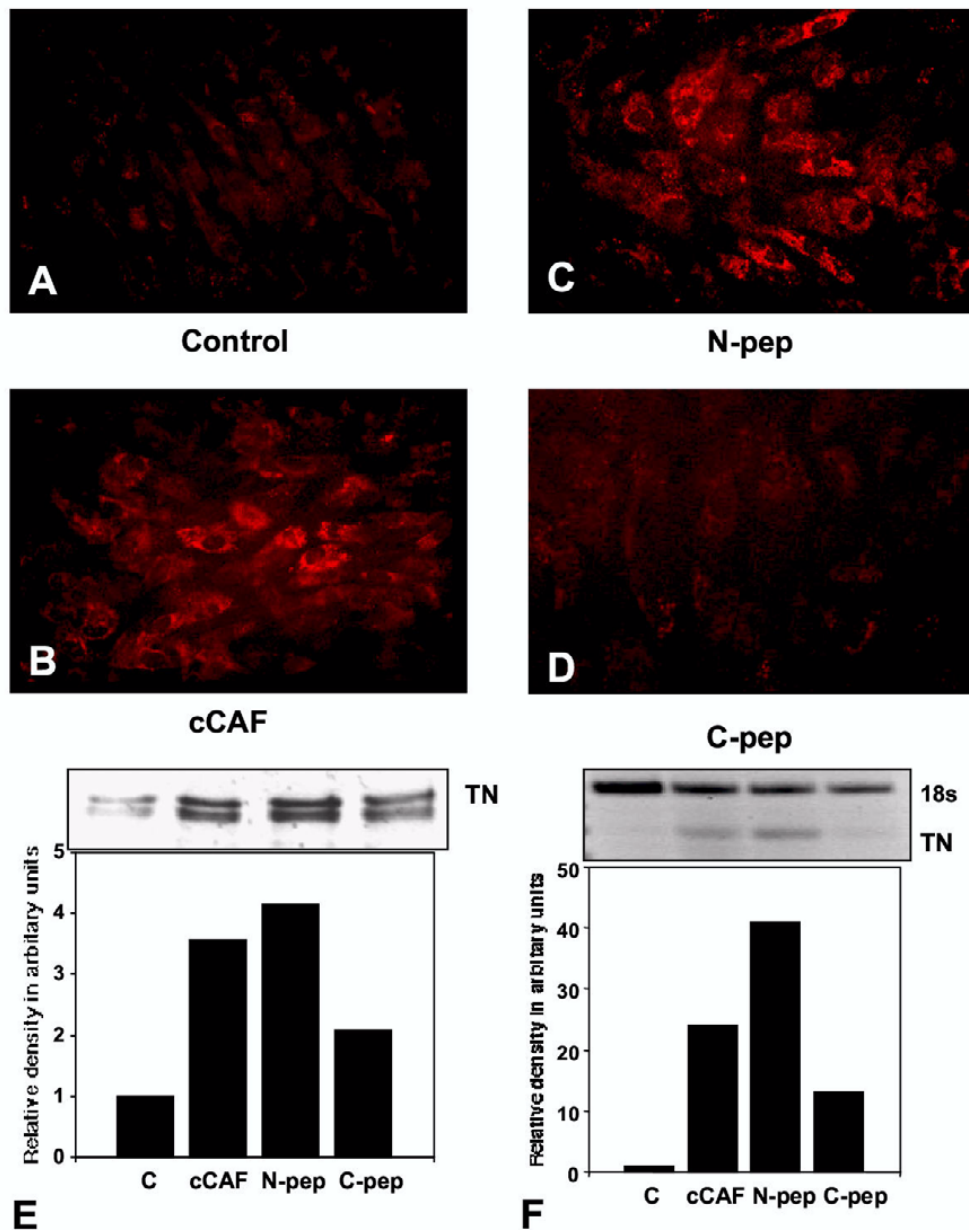 A
Control
C
N-pep
B
cCAF
D
C-pep
TN
5
4
3
2
1
0
Relative density in arbitary units
C cCAF N-pep C-pep
E
18s
TN
50
40
30
20
10
0
Relative density in arbitary units
C cCAF N-pep C-pep
F